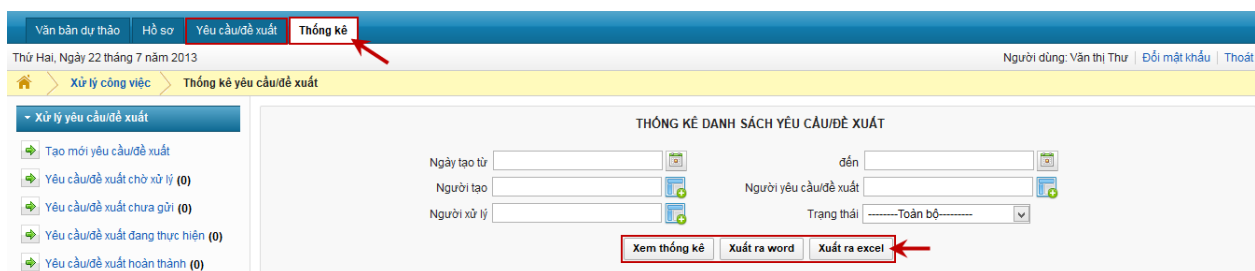 Văn bản dự thảo Hồ sơ Yêu cầu/đề xuất Thống kê
Thứ Hai, Ngày 22 tháng 7 năm 2013 Người dùng: Văn thị Thư | Đổi mật khẩu | Thoát
Xử lý công việc Thống kê yêu cầu/đề xuất
Xử lý yêu cầu/đề xuất
THỐNG KÊ DANH SÁCH YÊU CẦU/ĐỀ XUẤT
Tạo mới yêu cầu/đề xuất
Ngày tạo từ đến
Yêu cầu/đề xuất chờ xử lý (0)
Người tạo Người yêu cầu/đề xuất
Yêu cầu/đề xuất chưa gửi (0)
Người xử lý Trạng thái --------Toàn bộ---------
Yêu cầu/đề xuất đang thực hiện (0)
Xem thống kê Xuất ra word Xuất ra excel
Yêu cầu/đề xuất hoàn thành (0)